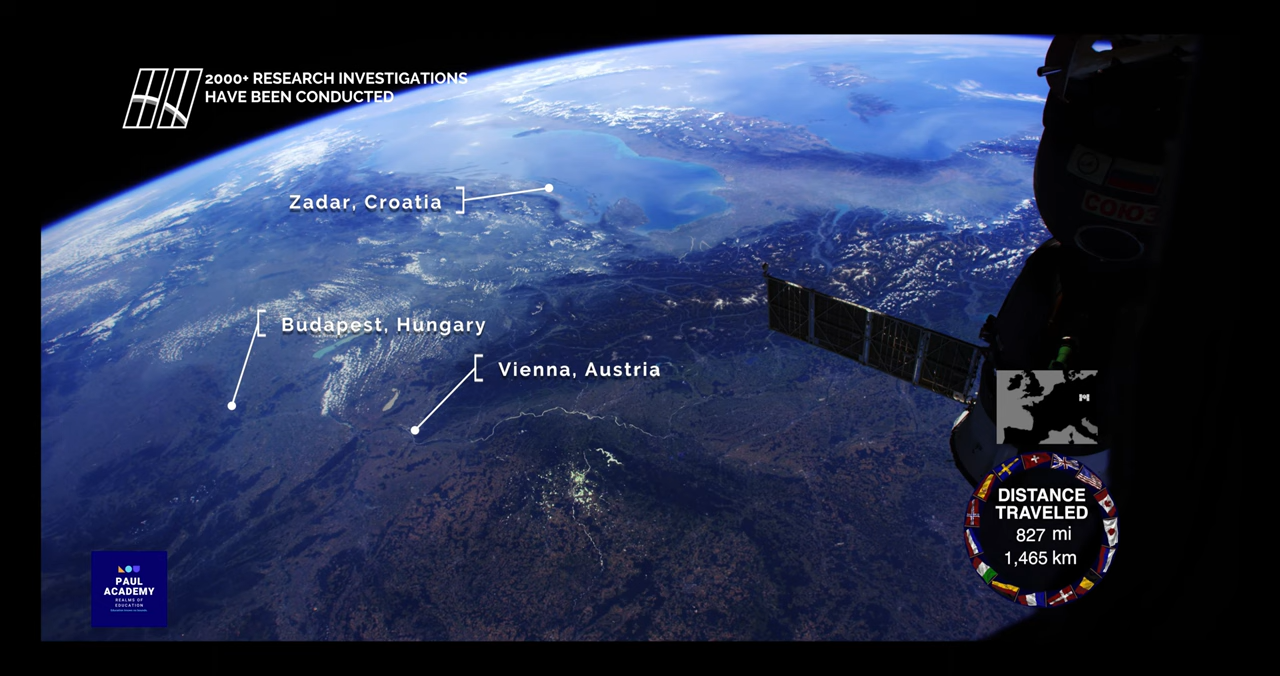 2000+ RESEARCH INVESTIGATIONS
HAVE BEEN CONDUCTED
Zadar, Croatia
Budapest, Hungary
Vienna, Austria
СОЮЗ
DISTANCE
TRAVELED
827 mi
1,465 km
PAUL
ACADEMY
REALMS OF
EDUCATION